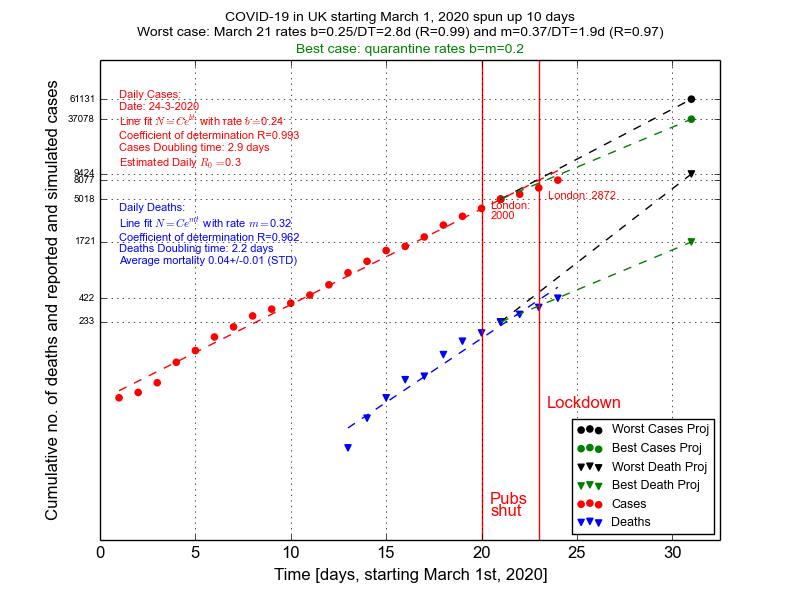 COVID-19 in UK starting March 1, 2020 spun up 10 days
Worst case: March 21 rates b=0.25/DT=2.8d (R=0.99) and m=0.37/DT=1.9d (R=0.97)
Best case: quarantine rates b=m=0.2
Cumulative no. of deaths and reported and simulated cases
61131
37078
9424
8077
5018
1721
422
233
Daily Cases:
Date: 24-3-2020
Line fit N=Ce^{bt} with rate b=0.24
Coefficient of determination R=0.993
Cases Doubling time: 2.9 days
Estimated Daily R_0=0.3
Daily Deaths:
Line fit N=Ce^{mt} with rate m=0.32
Coefficient of determination R=0.962
Deaths Doubling time: 2.2 days
Average mortality 0.04+/-0.01 (STD)
London:
2000
London: 2872
Lockdown
Pubs
shut
Worst Cases Proj
Best Cases Proj
Worst Death Proj
Best Death Proj
Cases
Deaths
0 5 10 15 20 25 30
Time [days, starting March 1st, 2020]